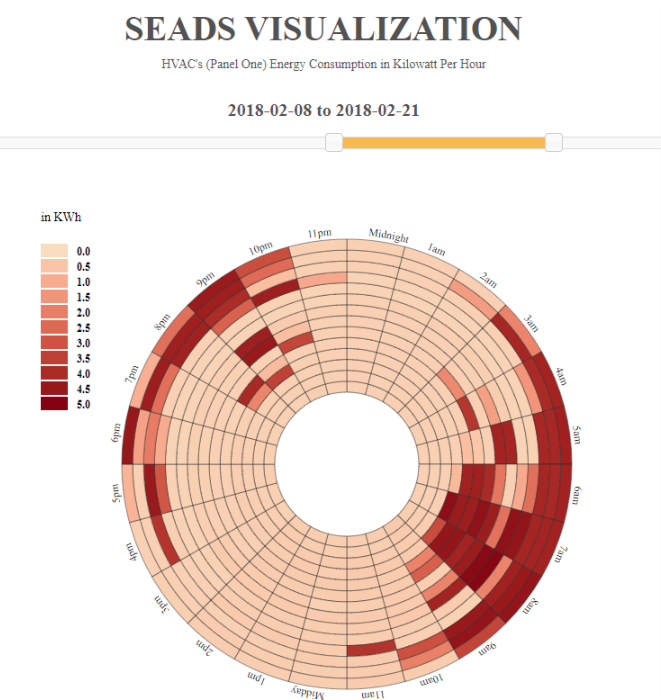 SEADS VISUALIZATION
HVAC's (Panel One) Energy Consumption in Kilowatt Per Hour
2018-02-08 to 2018-02-21
in KWh
0.0
0.5
1.0
1.5
2.0
2.5
3.0
3.5
4.0
4.5
5.0
Midnight
1am
2am
3am
4am
5am
6am
7am
8am
9am
10am
11am
Midday
1pm
2pm
3pm
4pm
5pm
6pm
7pm
8pm
9pm
10pm
11pm